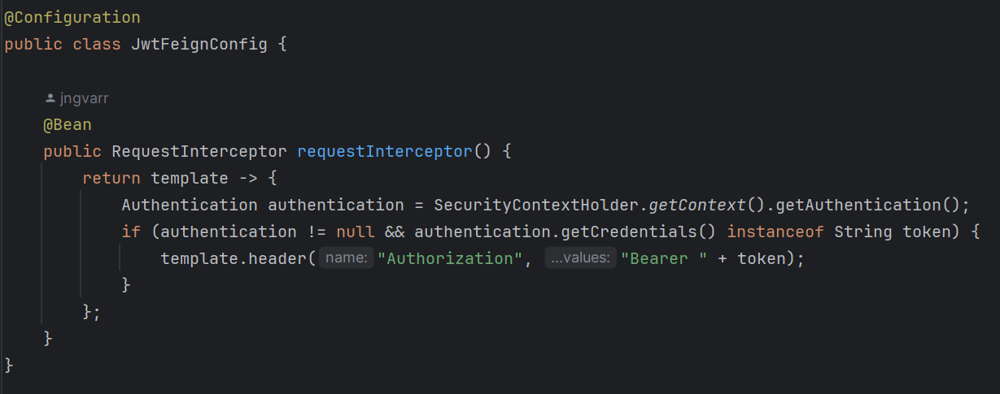 @Configuration
public class JwtFeignConfig {
jngvarr
@Bean
public RequestInterceptor requestInterceptor() {
return template -> {
Authentication authentication = SecurityContextHolder.getContext().getAuthentication();
if (authentication != null && authentication.getCredentials() instanceof String token) {
template.header( name: "Authorization", ...values: "Bearer " + token);
}
};
}
}